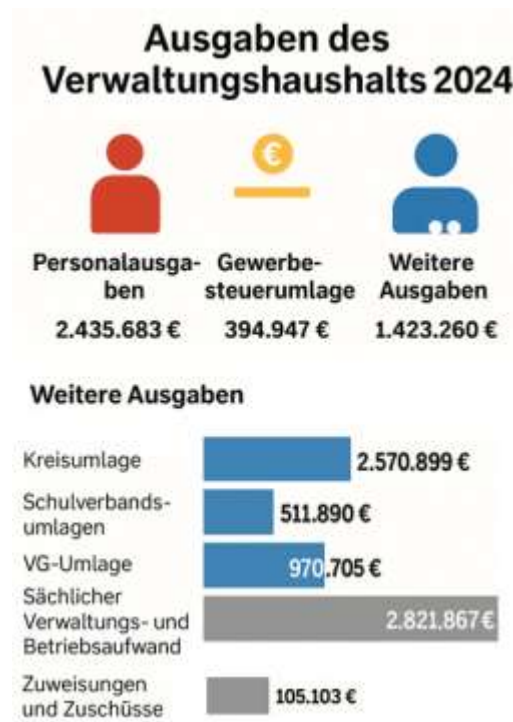 Ausgaben des
Verwaltungshaushalts 2024
€
Personalausga-
ben
2.435.683 €
Gewerbe-
steuerumlage
394.947 €
Weitere
Ausgaben
1.423.260 €
Weitere Ausgaben
Kreisumlage
2.570.899 €
Schulverbands-
umlagen
511.890 €
VG-Umlage
970.705 €
Sächlicher
Verwaltungs- und
Betriebsaufwand
2.821.867 €
Zuweisungen
und Zuschüsse
105.103 €